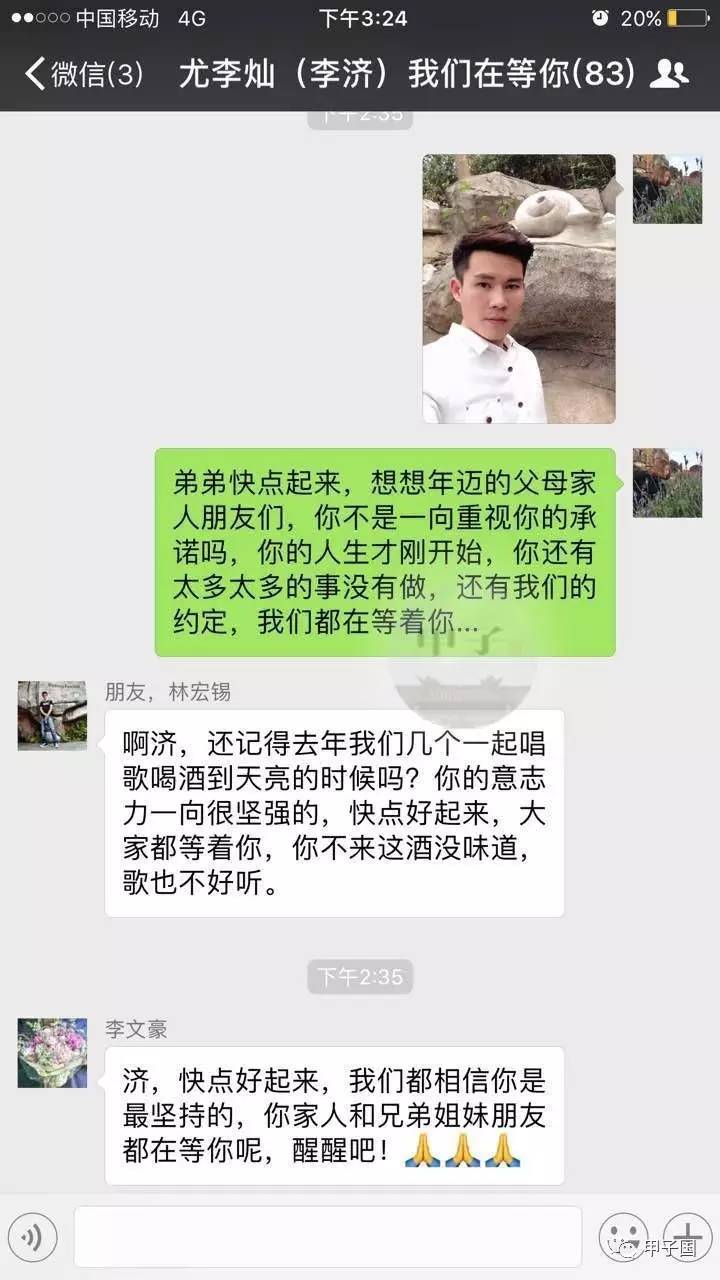 中国移动 4G 下午3:24 20%
微信(3) 尤李灿（李济）我们在等你(83)
下午2:35
弟弟快点起来，想想年迈的父母家
人朋友们，你不是一向重视你的承
诺吗，你的人生才刚开始，你还有
太多太多的事没有做，还有我们的
约定，我们都在等着你...
甲子
朋友，林宏锡
啊济，还记得去年我们几个一起唱
歌喝酒到天亮的时候吗？你的意志
力一向很坚强的，快点好起来，大
家都等着你，你不来这酒没味道，
歌也不好听。
下午2:35
李文豪
济，快点好起来，我们都相信你是
最坚持的，你家人和兄弟姐妹朋友
都在等你呢，醒醒吧！🙏🙏🙏
甲子国